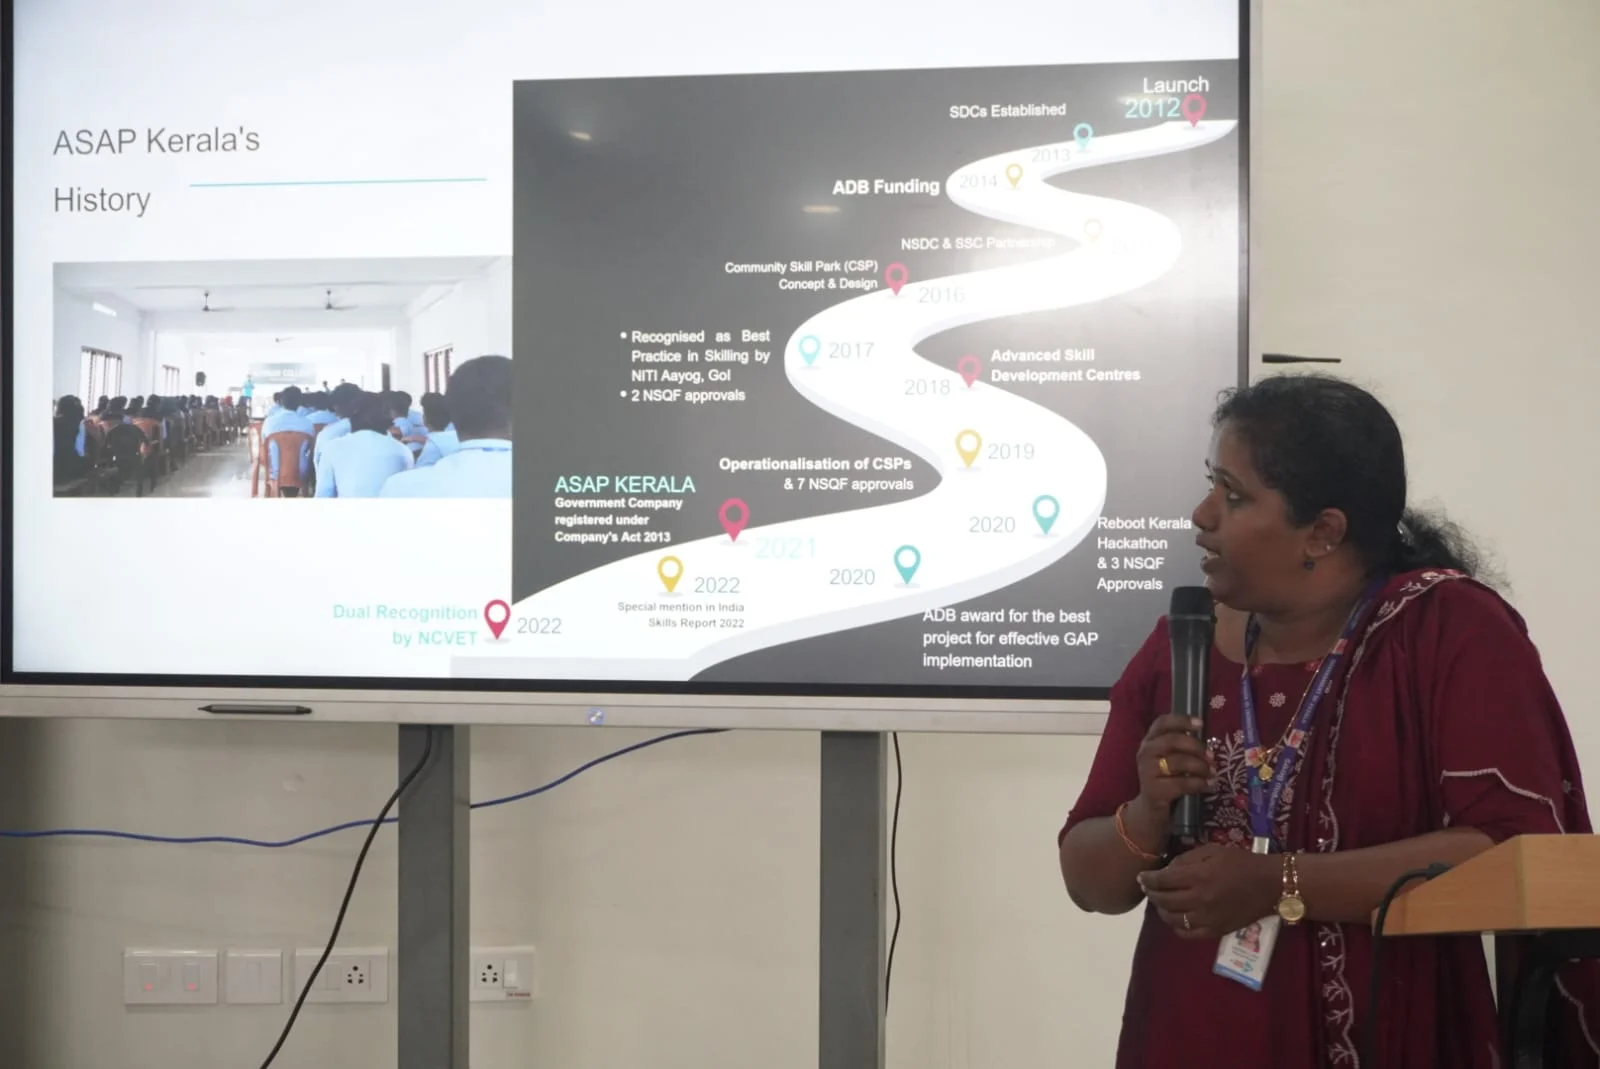 ASAP Kerala's
History
Launch
2012
SDCs Established
2013
ADB Funding
2014
NSDC & SSC Partnership
Community Skill Park (CSP)
Concept & Design
2016
• Recognised as Best
Practice in Skilling by
NITI Aayog, GoI
• 2 NSQF approvals
2017
2018
Advanced Skill
Development Centres
2019
Operationalisation of CSPs
& 7 NSQF approvals
2020
Reboot Kerala
Hackathon
& 3 NSQF
Approvals
2020
ADB award for the best
project for effective GAP
implementation
ASAP KERALA
Government Company
registered under
Company's Act 2013
2021
2022
Special mention in India
Skills Report 2022
Dual Recognition
by NCVET
2022